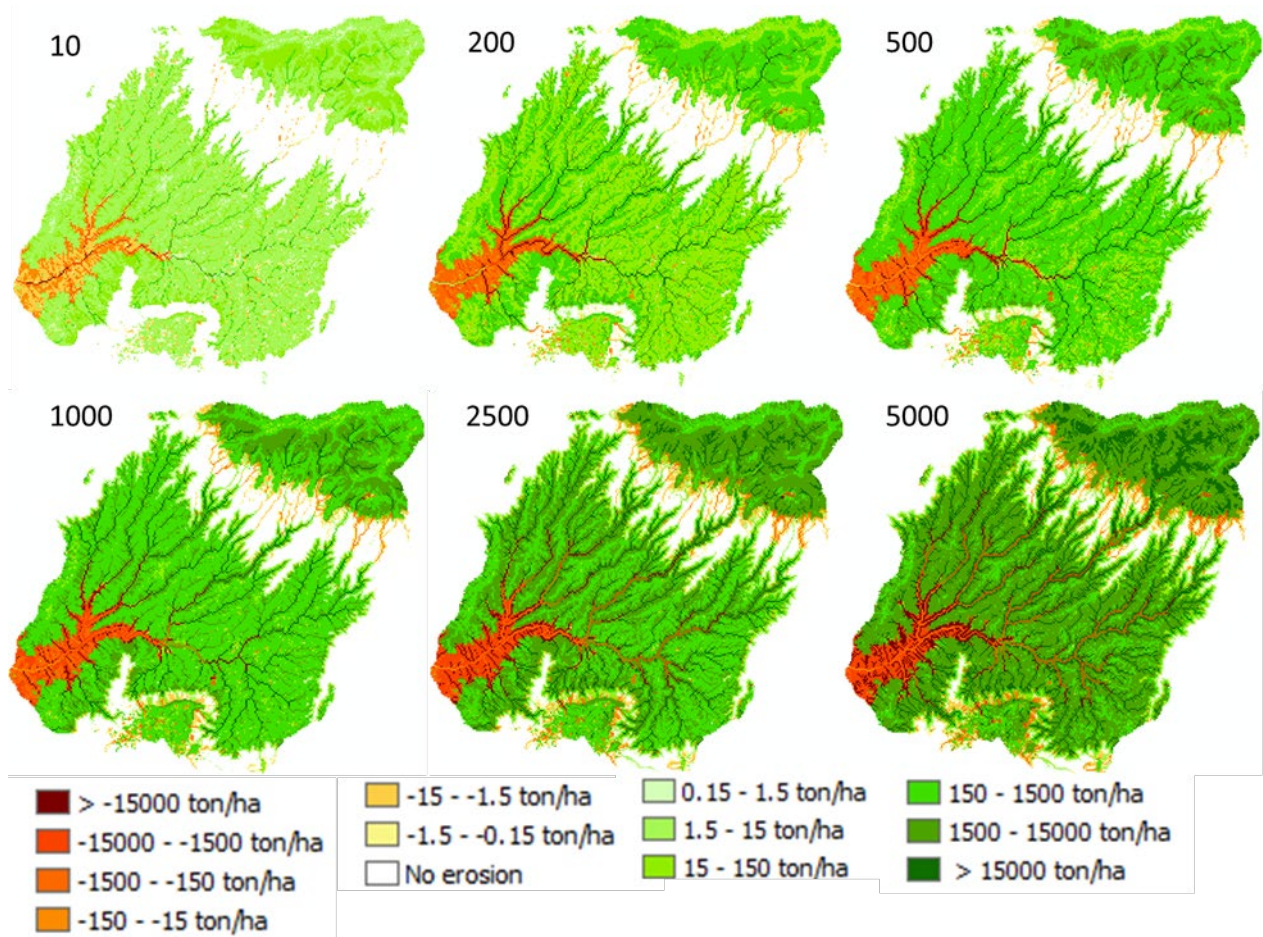 10
200
500
1000
2500
5000
> -15000 ton/ha
-15000 - -1500 ton/ha
-1500 - -150 ton/ha
-150 - -15 ton/ha
-15 - -1.5 ton/ha
-1.5 - -0.15 ton/ha
No erosion
0.15 - 1.5 ton/ha
1.5 - 15 ton/ha
15 - 150 ton/ha
150 - 1500 ton/ha
1500 - 15000 ton/ha
> 15000 ton/ha